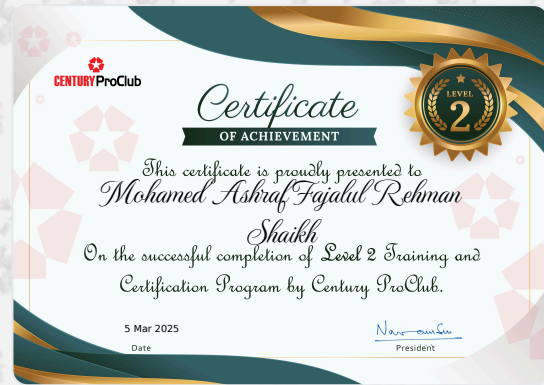 CENTURY ProClub
Certificate
OF ACHIEVEMENT
LEVEL
2
This certificate is proudly presented to
Mohamed Ashraf Fajalul Rehman
Shaikh
On the successful completion of Level 2 Training and
Certification Program by Century ProClub.
5 Mar 2025
Date
President